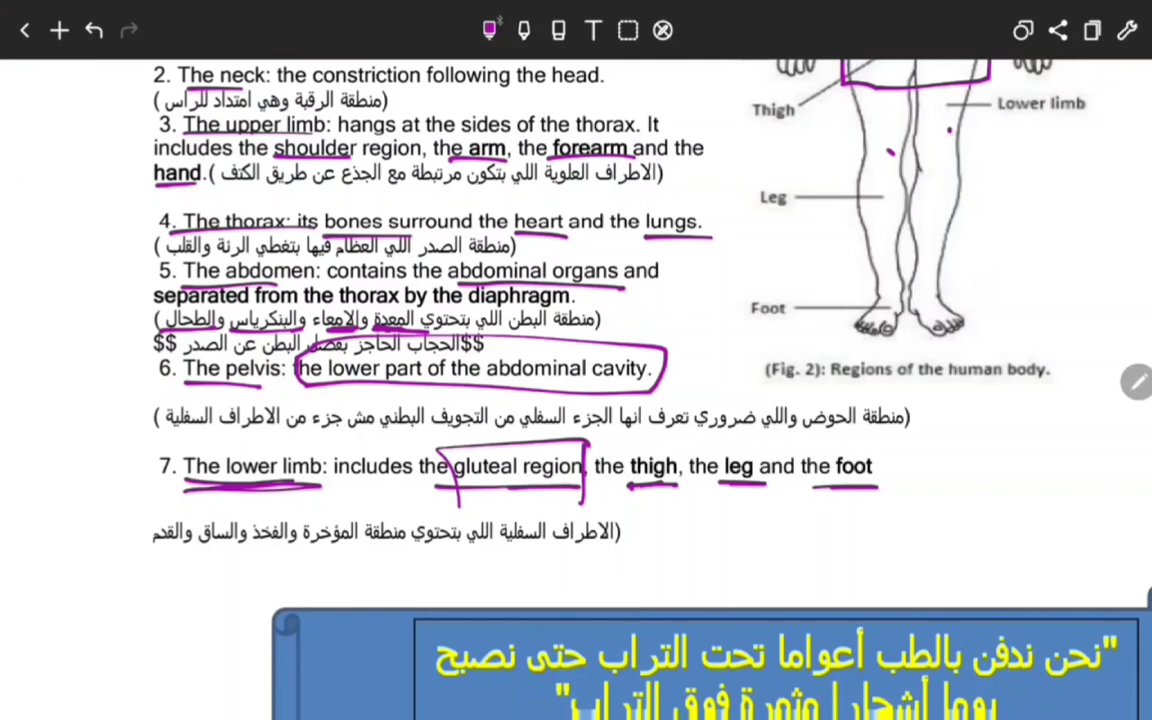 2. The neck: the constriction following the head.
(منطقة الرقبة وهي امتداد للراس)
3. The upper limb: hangs at the sides of the thorax. It
includes the shoulder region, the arm, the forearm and the
hand.(الاطراف العلوية اللي بتكون مرتبطة مع الجذع عن طريق الكتف)
4. The thorax: its bones surround the heart and the lungs.
(منطقة الصدر اللي العظام فيها بتغطي الرئة والقلب)
5. The abdomen: contains the abdominal organs and
separated from the thorax by the diaphragm.
(منطقة البطن اللي بتحتوي المعدة والامعاء والبنكرياس والطحال)
$$الحجاب الحاجز بفصل البطن عن الصدر $$
6. The pelvis: the lower part of the abdominal cavity.
(منطقة الحوض واللي ضروري تعرف انها الجزء السفلي من التجويف البطني مش جزء من الاطراف السفلية)
7. The lower limb: includes the gluteal region, the thigh, the leg and the foot
(الاطراف السفلية اللي بتحتوي منطقة المؤخرة والفخذ والساق والقدم
Thigh
Lower limb
Leg
Foot
(Fig. 2): Regions of the human body.
"نحن ندفن بالطب أعواما تحت التراب حتى نصبح
يوما أشجارا مثمرة فوق التراب"